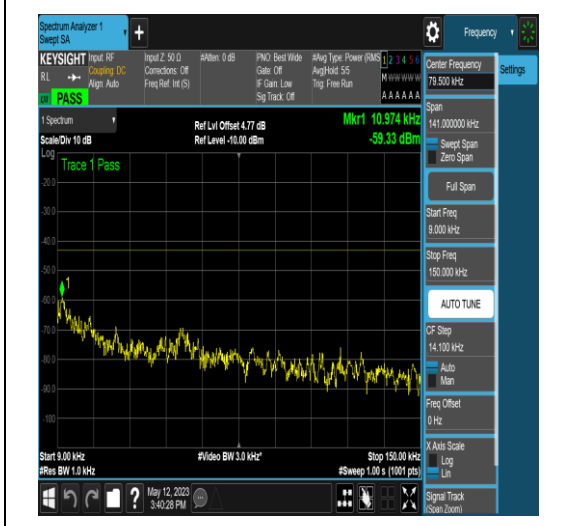 Spectrum Analyzer 1
Swept SA
+
Frequency
KEYSIGHT
Input: RF
Coupling: DC
Align: Auto
Input Z: 50 Ω
Corrections: Off
Freq Ref: Int (S)
#Atten: 0 dB
PNO: Best Wide
Gate: Off
IF Gain: Low
Sig Track: Off
#Avg Type: Power (RMS
Avg|Hold: 5/5
Trig: Free Run
1 2 3 4 5 6
M W W W W W
A A A A A A
R L
PASS
1 Spectrum
Scale/Div 10 dB
Ref Lvl Offset 4.77 dB
Ref Level -10.00 dBm
Mkr1 10.974 kHz
-59.33 dBm
Log
Trace 1 Pass
-20.0
-30.0
-40.0
-50.0
-60.0
-70.0
-80.0
-90.0
-100
1
Start 9.00 kHz
#Video BW 3.0 kHz*
Stop 150.00 kHz
#Res BW 1.0 kHz
#Sweep 1.00 s (1001 pts)
May 12, 2023
3:40:28 PM
Settings
Center Frequency
79.500 kHz
Span
141.000000 kHz
Swept Span
Zero Span
Full Span
Start Freq
9.000 kHz
Stop Freq
150.000 kHz
AUTO TUNE
CF Step
14.100 kHz
Auto
Man
Freq Offset
0 Hz
X Axis Scale
Log
Lin
Signal Track
(Span Zoom)